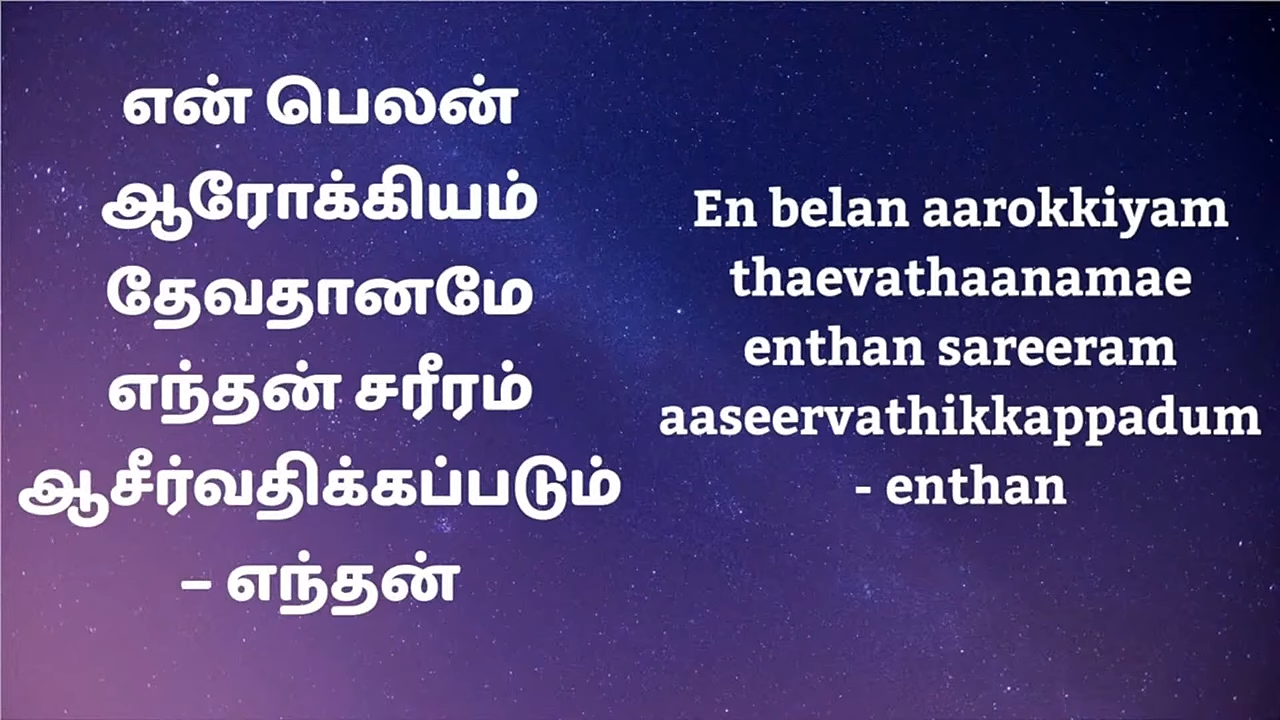 என் பெலன்
ஆரோக்கியம்
தேவதானமே
எந்தன் சரீரம்
ஆசீர்வதிக்கப்படும்
– எந்தன்
En belan aarokkiyam
thaevathaanamae
enthan sareeram
aaseervathikkappadum
- enthan